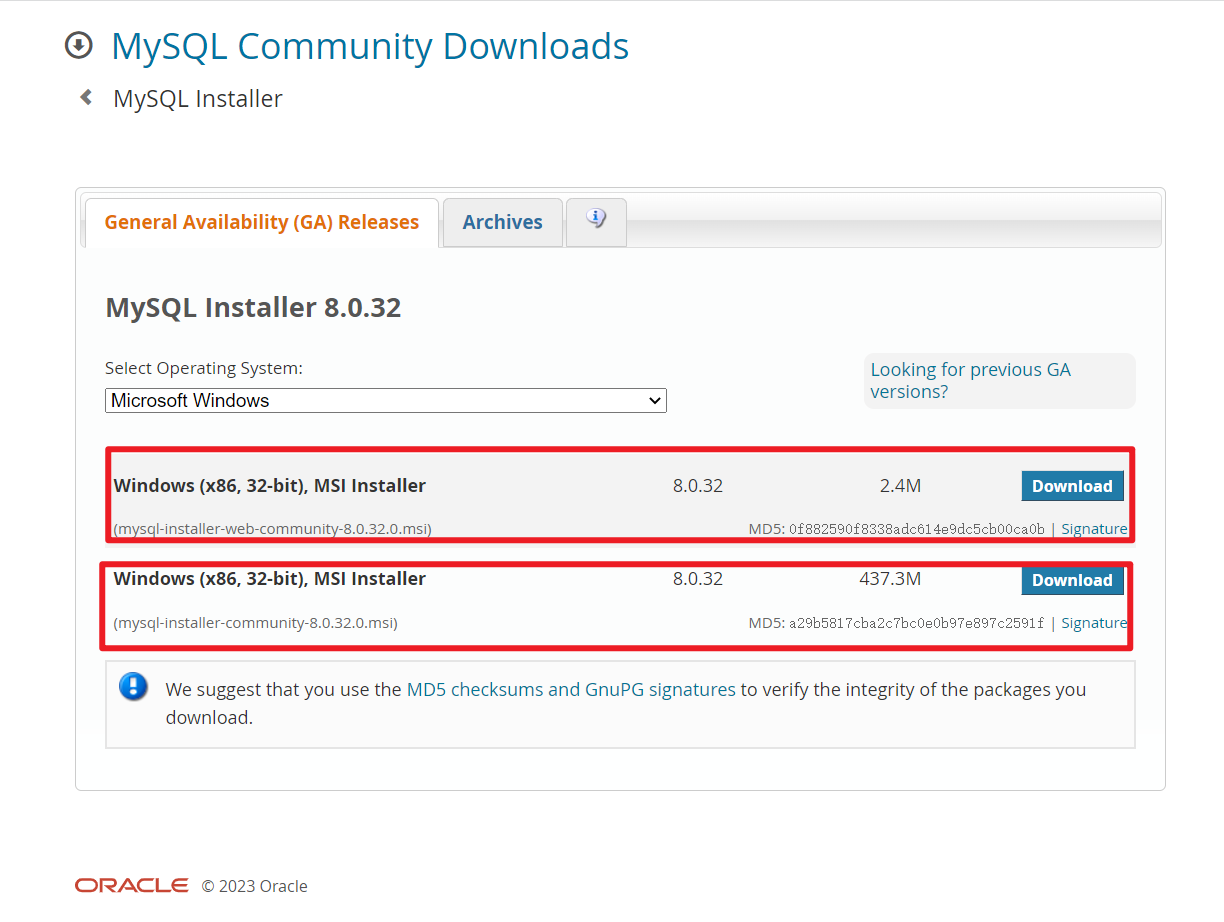 MySQL Community Downloads
MySQL Installer
General Availability (GA) Releases
Archives
MySQL Installer 8.0.32
Select Operating System:
Microsoft Windows
Looking for previous GA
versions?
Windows (x86, 32-bit), MSI Installer 8.0.32 2.4M Download
(mysql-installer-web-community-8.0.32.0.msi) MD5: 0f882590f8338adc614e9dc5cb00ca0b | Signature
Windows (x86, 32-bit), MSI Installer 8.0.32 437.3M Download
(mysql-installer-community-8.0.32.0.msi) MD5: a29b5817cba2c7bc0e0b97e897c2591f | Signature
We suggest that you use the MD5 checksums and GnuPG signatures to verify the integrity of the packages you
download.
ORACLE © 2023 Oracle